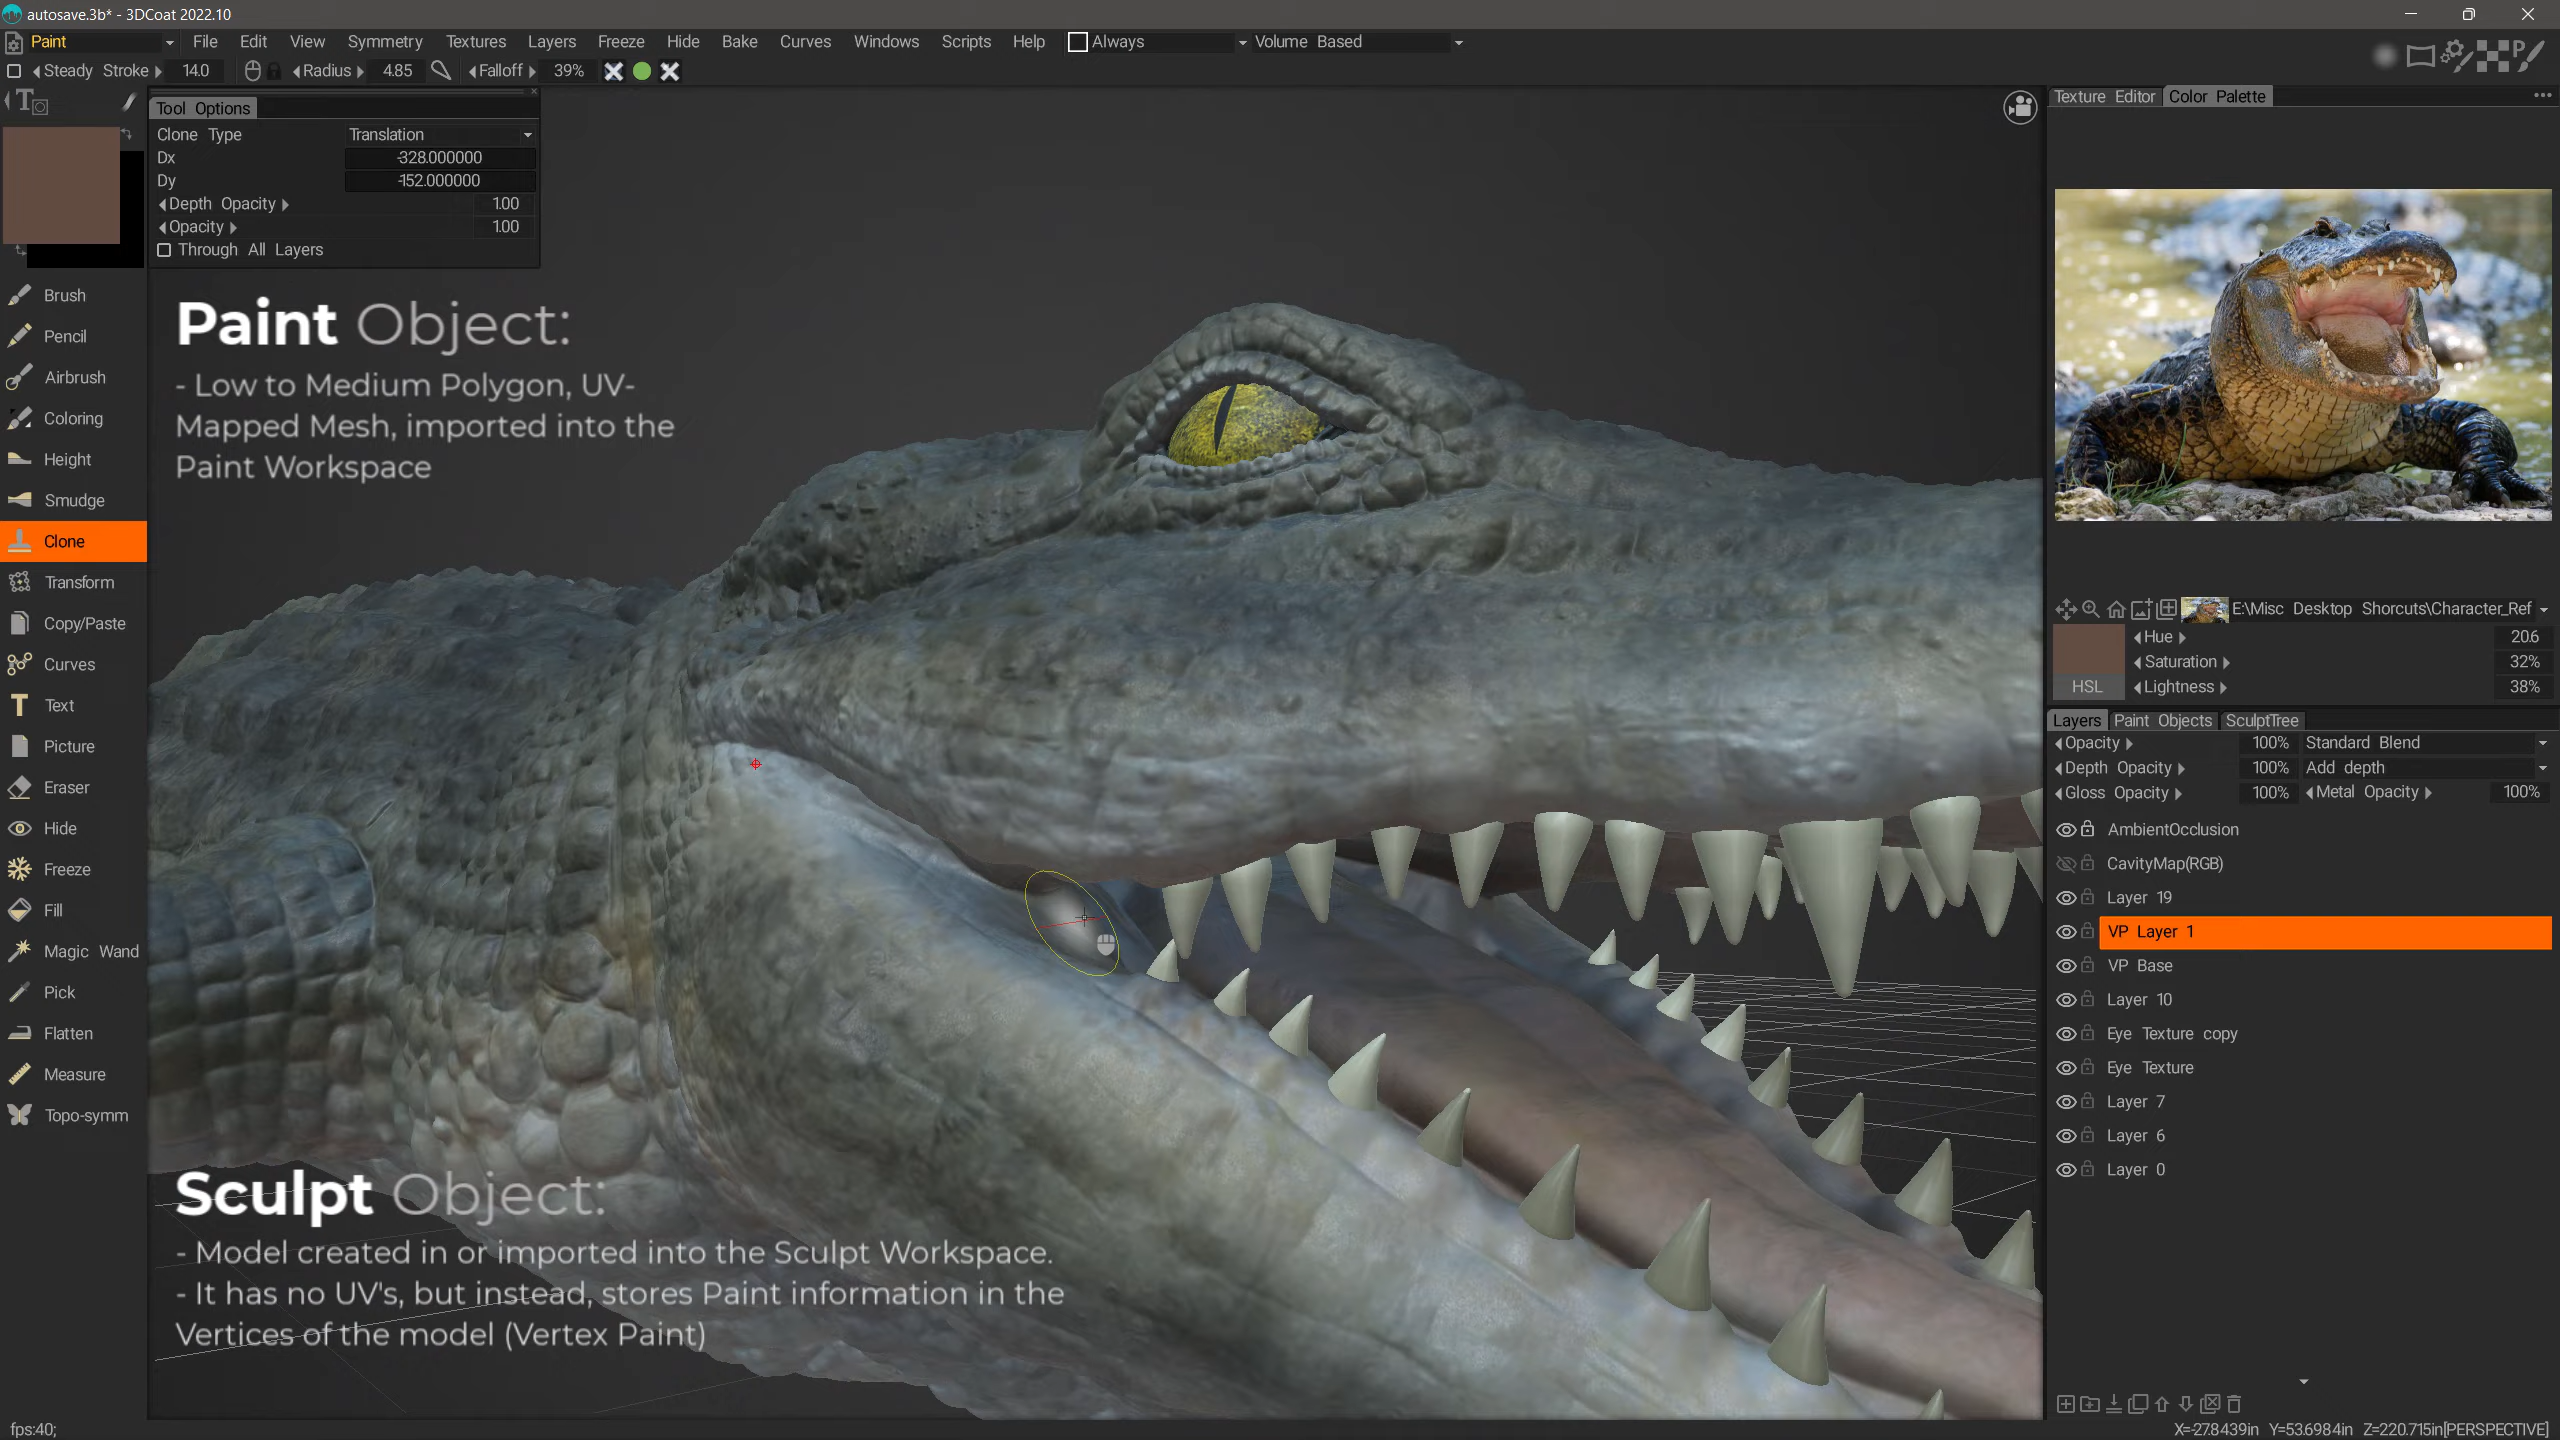 autosave.3b* - 3DCoat 2022.10
Paint File Edit View Symmetry Textures Layers Freeze Hide Bake Curves Windows Scripts Help Always Volume Based
Steady Stroke 14.0 Radius 4.85 Falloff 39%
Tool Options
Clone Type Translation
Dx -328.000000
Dy -152.000000
Depth Opacity 1.00
Opacity 1.00
Through All Layers
Brush
Pencil
Airbrush
Coloring
Height
Smudge
Clone
Transform
Copy/Paste
Curves
Text
Picture
Eraser
Hide
Freeze
Fill
Magic Wand
Pick
Flatten
Measure
Topo-symm
Paint Object:
- Low to Medium Polygon, UV-
Mapped Mesh, imported into the
Paint Workspace
Sculpt Object:
- Model created in or imported into the Sculpt Workspace.
- It has no UV's, but instead, stores Paint information in the
Vertices of the model (Vertex Paint)
Texture Editor Color Palette
E:\Misc Desktop Shorcuts\Character_Ref
Hue 20.6
Saturation 32%
HSL Lightness 38%
Layers Paint Objects SculptTree
Opacity 100% Standard Blend
Depth Opacity 100% Add depth
Gloss Opacity 100% Metal Opacity 100%
AmbientOcclusion
CavityMap(RGB)
Layer 19
VP Layer 1
VP Base
Layer 10
Eye Texture copy
Eye Texture
Layer 7
Layer 6
Layer 0
fps:40;
X=-27.8439in Y=53.6984in Z=220.715in[PERSPECTIVE]